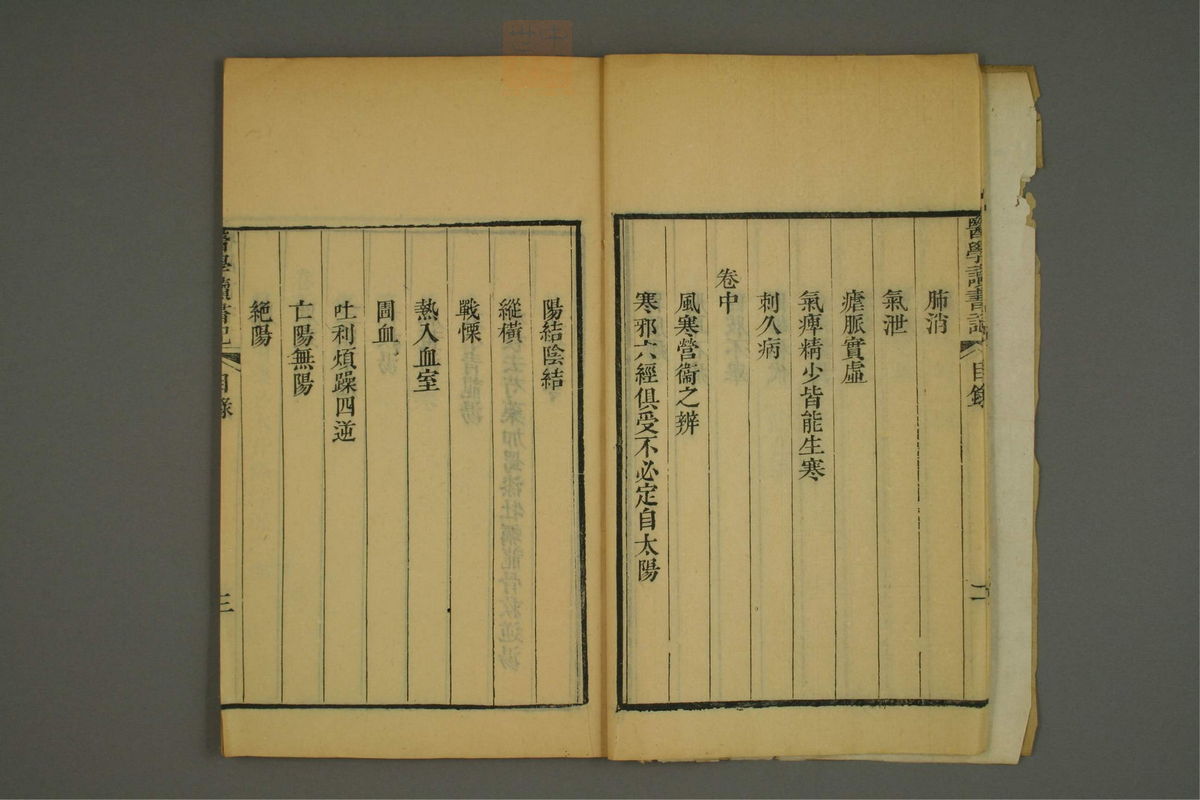 醫學讀書記
目錄
二
肺消
氣泄
瘧脈實虛
氣痺精少皆能生寒
刺久病
卷中
風寒營衞之辨
寒邪六經俱受不必定自太陽
陽結陰結
縱橫
戰慄
熱入血室
圊血
吐利煩躁四逆
亡陽無陽
絕陽
醫學讀書記
目錄
三